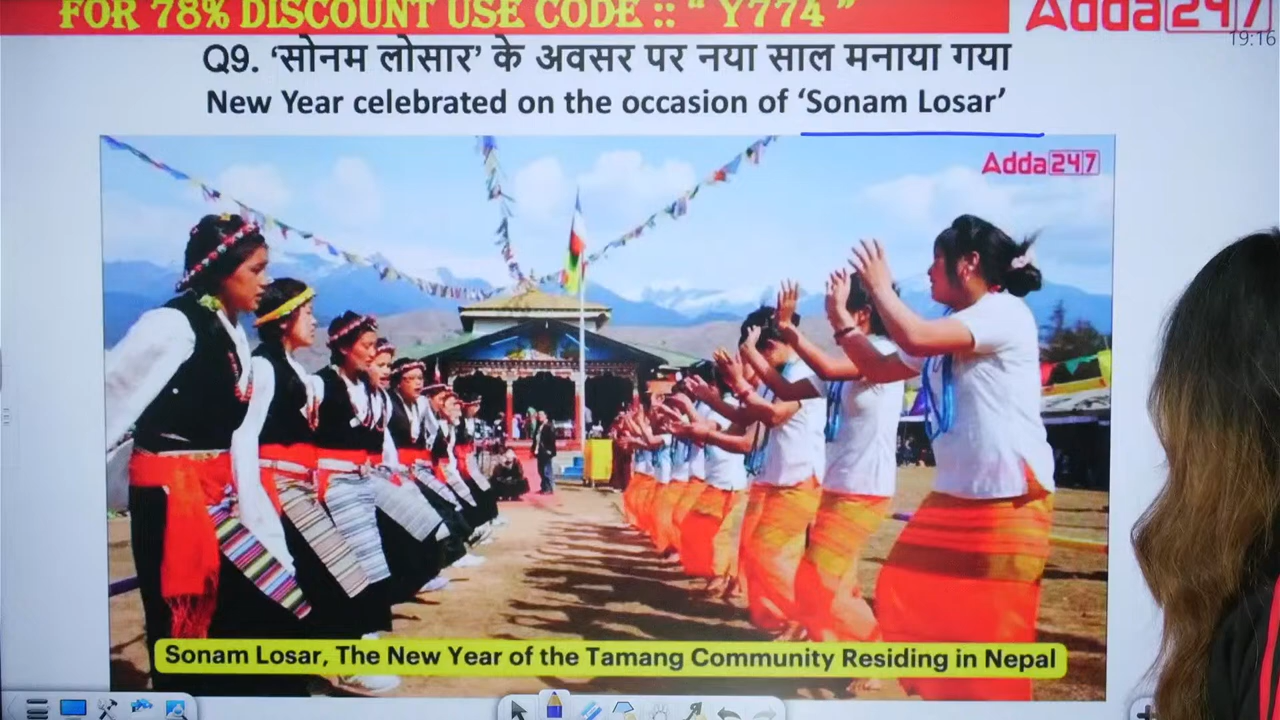 FOR 78% DISCOUNT USE CODE :: “ Y774 ”
Adda247
19:16
Q9. ‘सोनम लोसार’ के अवसर पर नया साल मनाया गया
New Year celebrated on the occasion of ‘Sonam Losar’
Adda247
Sonam Losar, The New Year of the Tamang Community Residing in Nepal